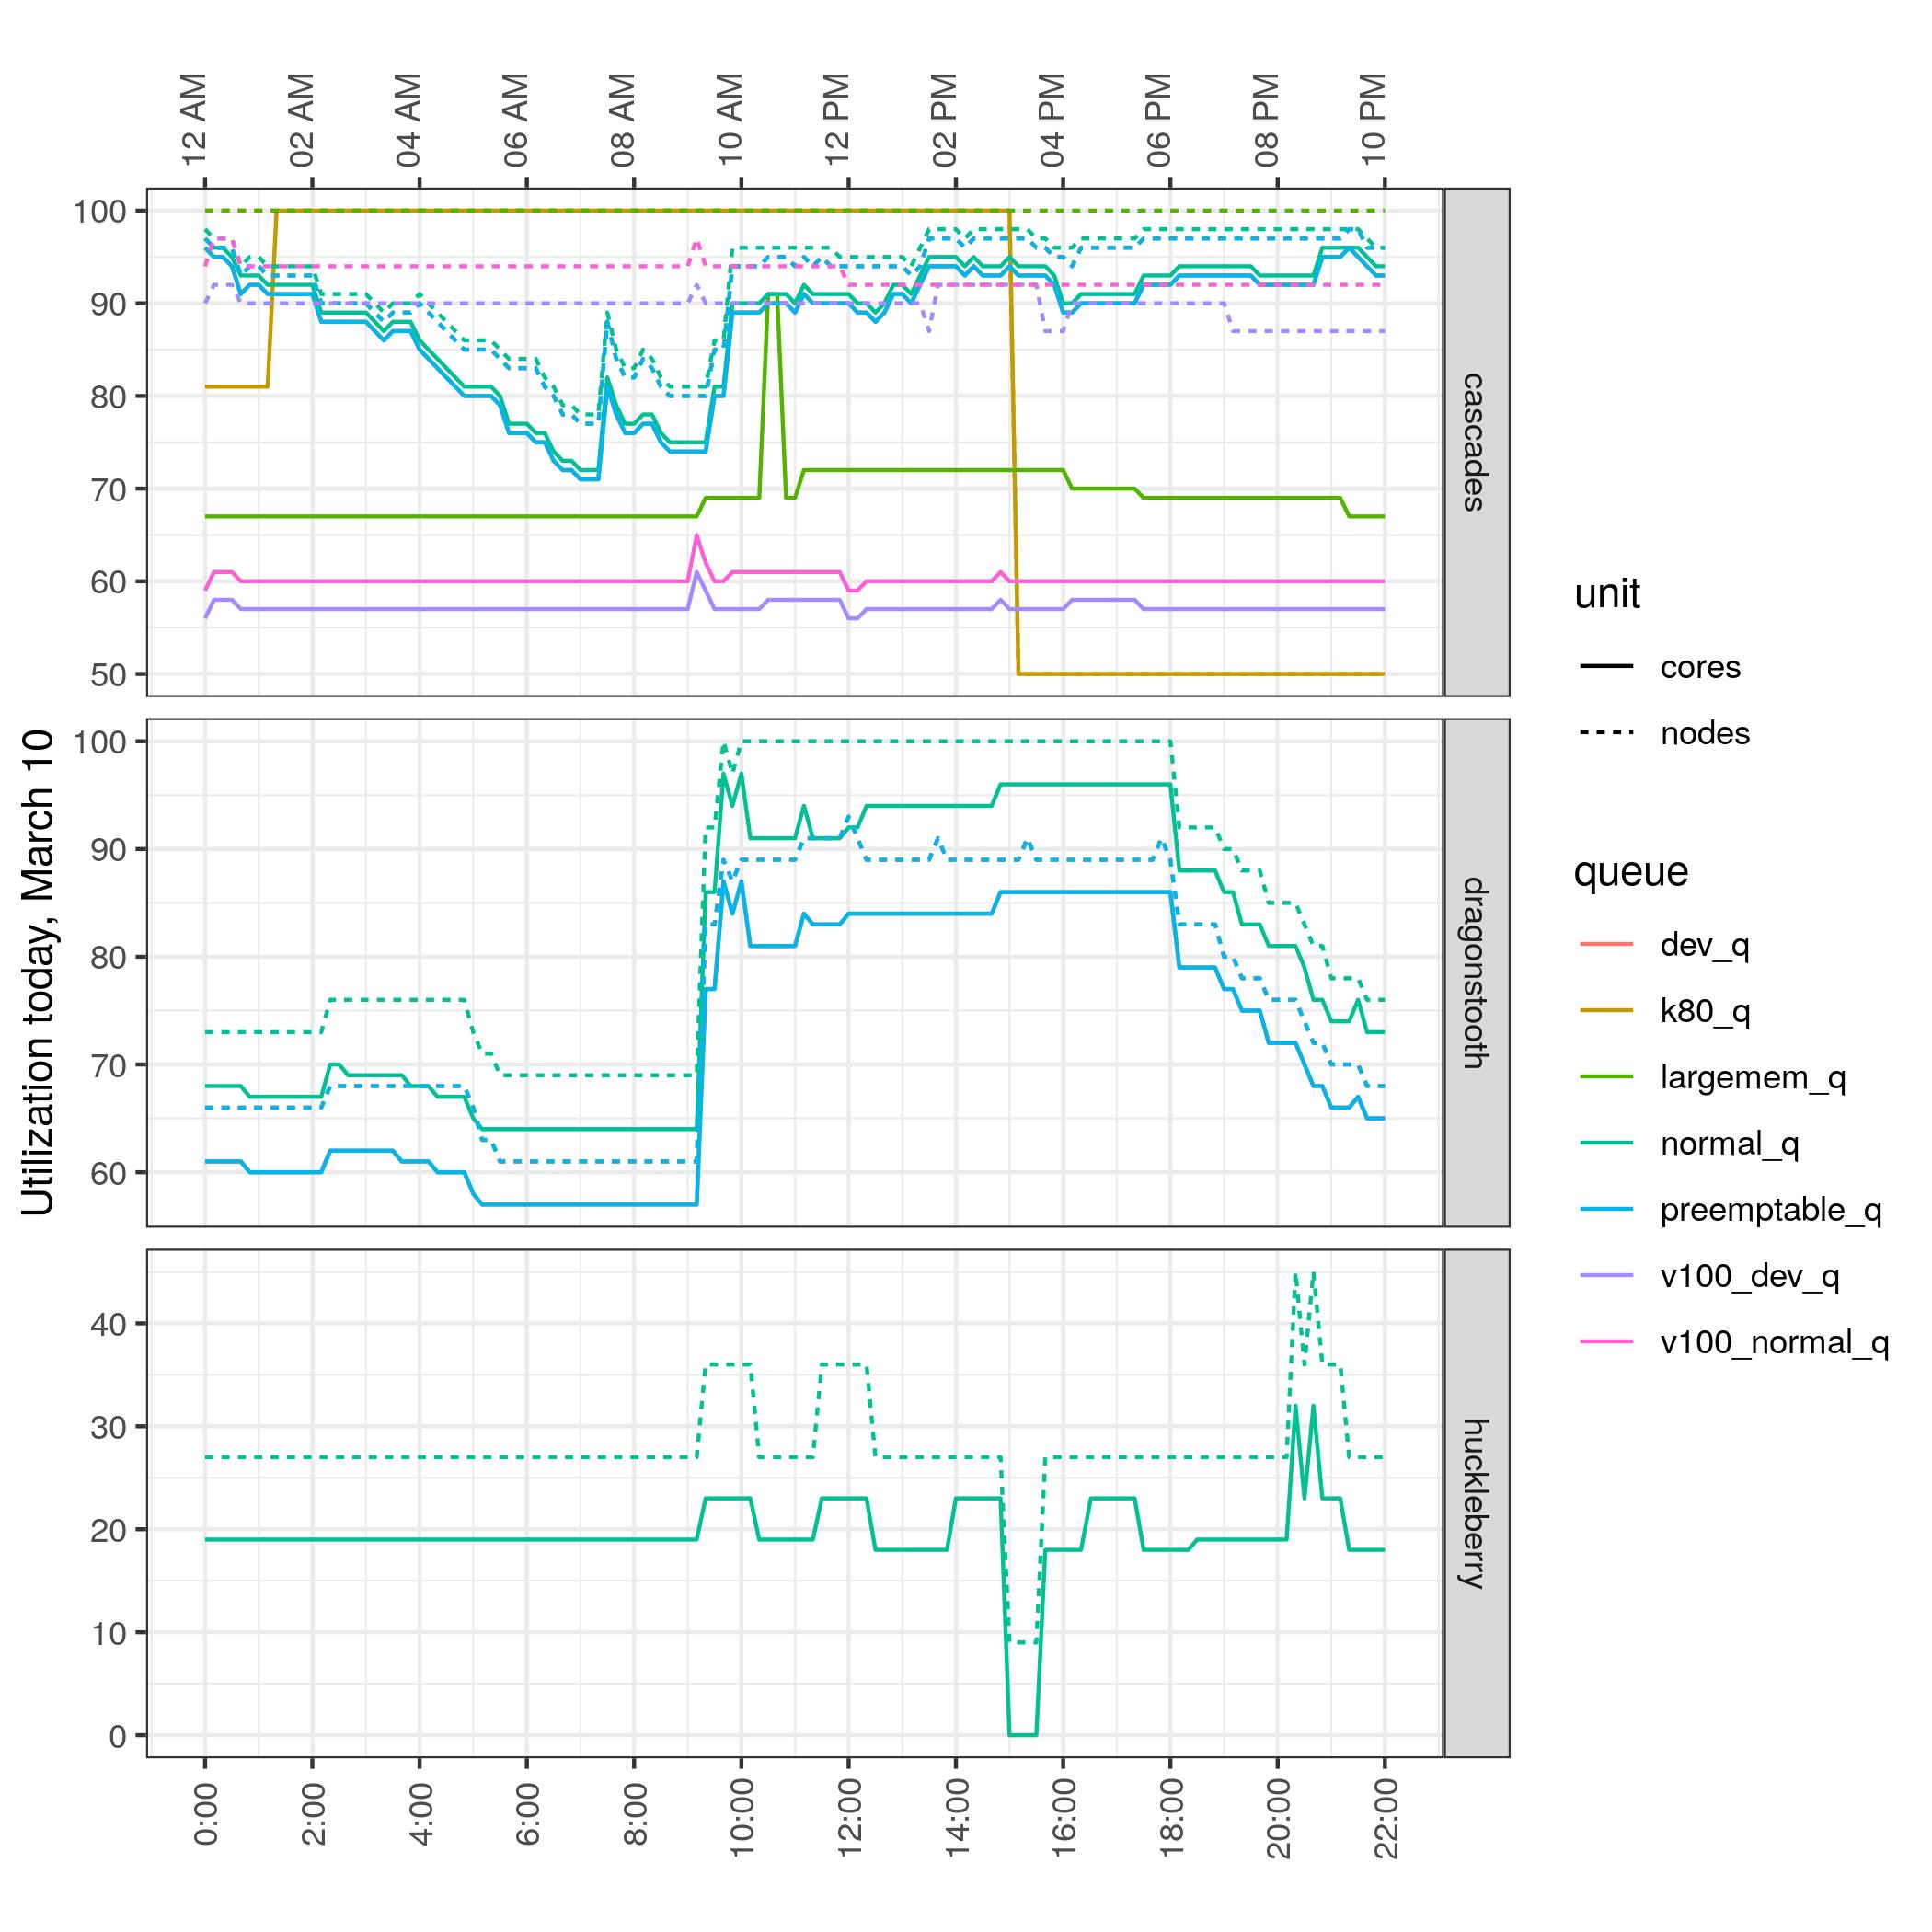 12 AM
02 AM
04 AM
06 AM
08 AM
10 AM
12 PM
02 PM
04 PM
06 PM
08 PM
10 PM
Utilization today, March 10
100
90
80
70
60
50
cascades
100
90
80
70
60
dragonstooth
40
30
20
10
0
huckleberry
0:00
2:00
4:00
6:00
8:00
10:00
12:00
14:00
16:00
18:00
20:00
22:00
unit
cores
nodes
queue
dev_q
k80_q
largemem_q
normal_q
preemptable_q
v100_dev_q
v100_normal_q